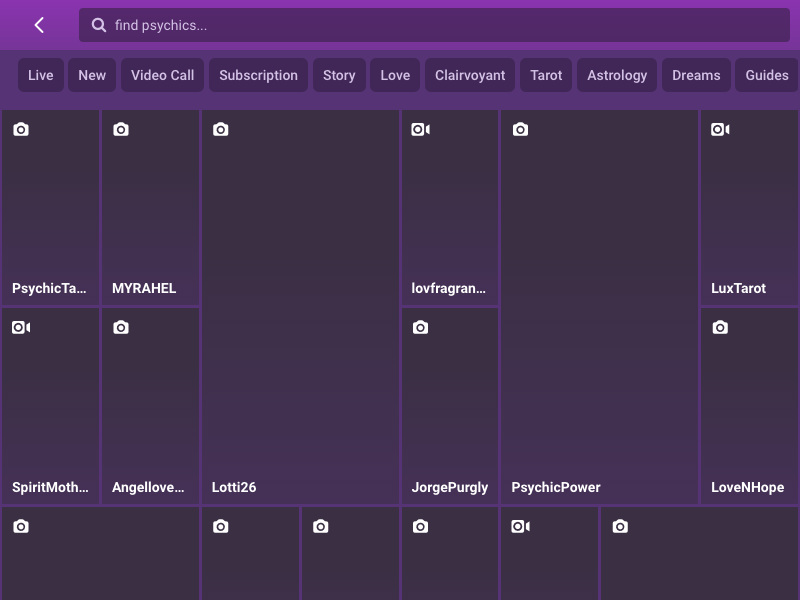 find psychics...
Live
New
Video Call
Subscription
Story
Love
Clairvoyant
Tarot
Astrology
Dreams
Guides
PsychicTa...
MYRAHEL
lovfragran...
LuxTarot
SpiritMoth...
Angellove...
Lotti26
JorgePurgly
PsychicPower
LoveNHope